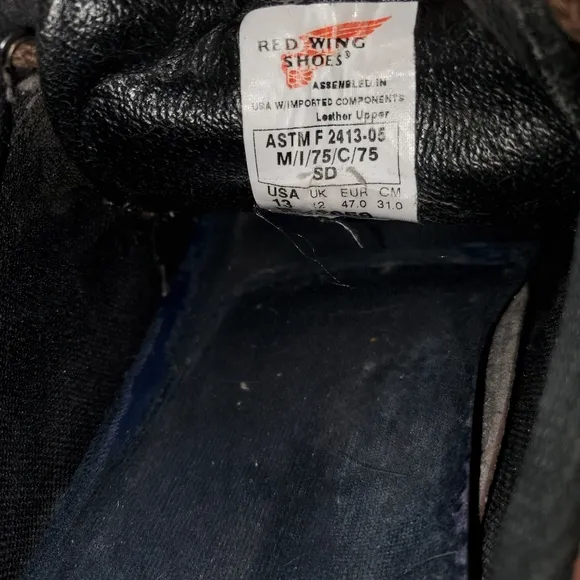 RED WING
SHOES®
ASSEMBLED IN
USA W/IMPORTED COMPONENTS
Leather Upper
ASTM F 2413-05
M/I/75/C/75
SD
USA UK EUR CM
13 12 47.0 31.0